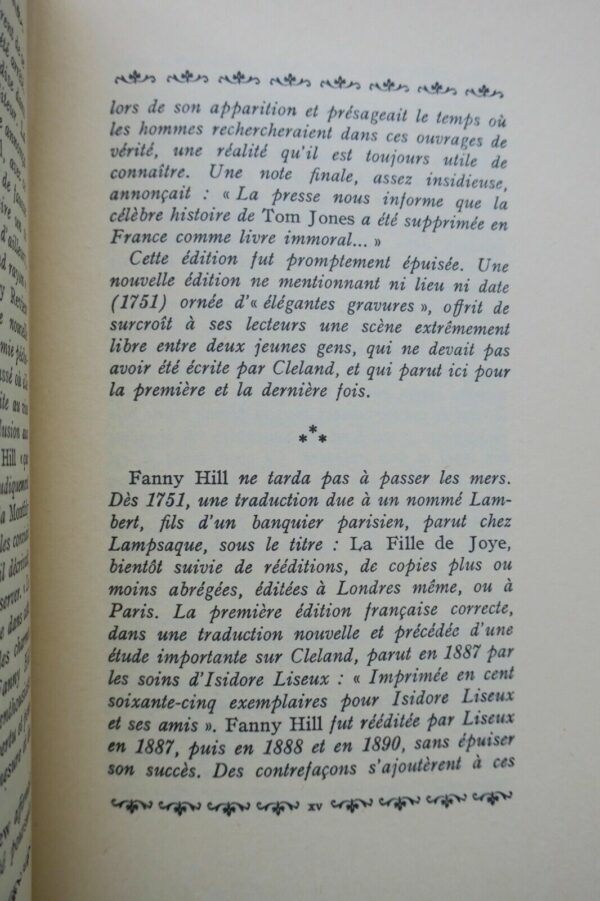 lors de son apparition et présageait le temps où
les hommes rechercheraient dans ces ouvrages de
vérité, une réalité qu'il est toujours utile de
connaître. Une note finale, assez insidieuse,
annonçait : « La presse nous informe que la
célèbre histoire de Tom Jones a été supprimée en
France comme livre immoral... »
Cette édition fut promptement épuisée. Une
nouvelle édition ne mentionnant ni lieu ni date
(1751) ornée d'« élégantes gravures », offrit de
surcroît à ses lecteurs une scène extrêmement
libre entre deux jeunes gens, qui ne devait pas
avoir été écrite par Cleland, et qui parut ici pour
la première et la dernière fois.
***
Fanny Hill ne tarda pas à passer les mers.
Dès 1751, une traduction due à un nommé Lam-
bert, fils d'un banquier parisien, parut chez
Lampsaque, sous le titre : La Fille de Joye,
bientôt suivie de rééditions, de copies plus ou
moins abrégées, éditées à Londres même, ou à
Paris. La première édition française correcte,
dans une traduction nouvelle et précédée d'une
étude importante sur Cleland, parut en 1887 par
les soins d'Isidore Liseux : « Imprimée en cent
soixante-cinq exemplaires pour Isidore Liseux
et ses amis ». Fanny Hill fut rééditée par Liseux
en 1887, puis en 1888 et en 1890, sans épuiser
son succès. Des contrefaçons s'ajoutèrent à ces
xv